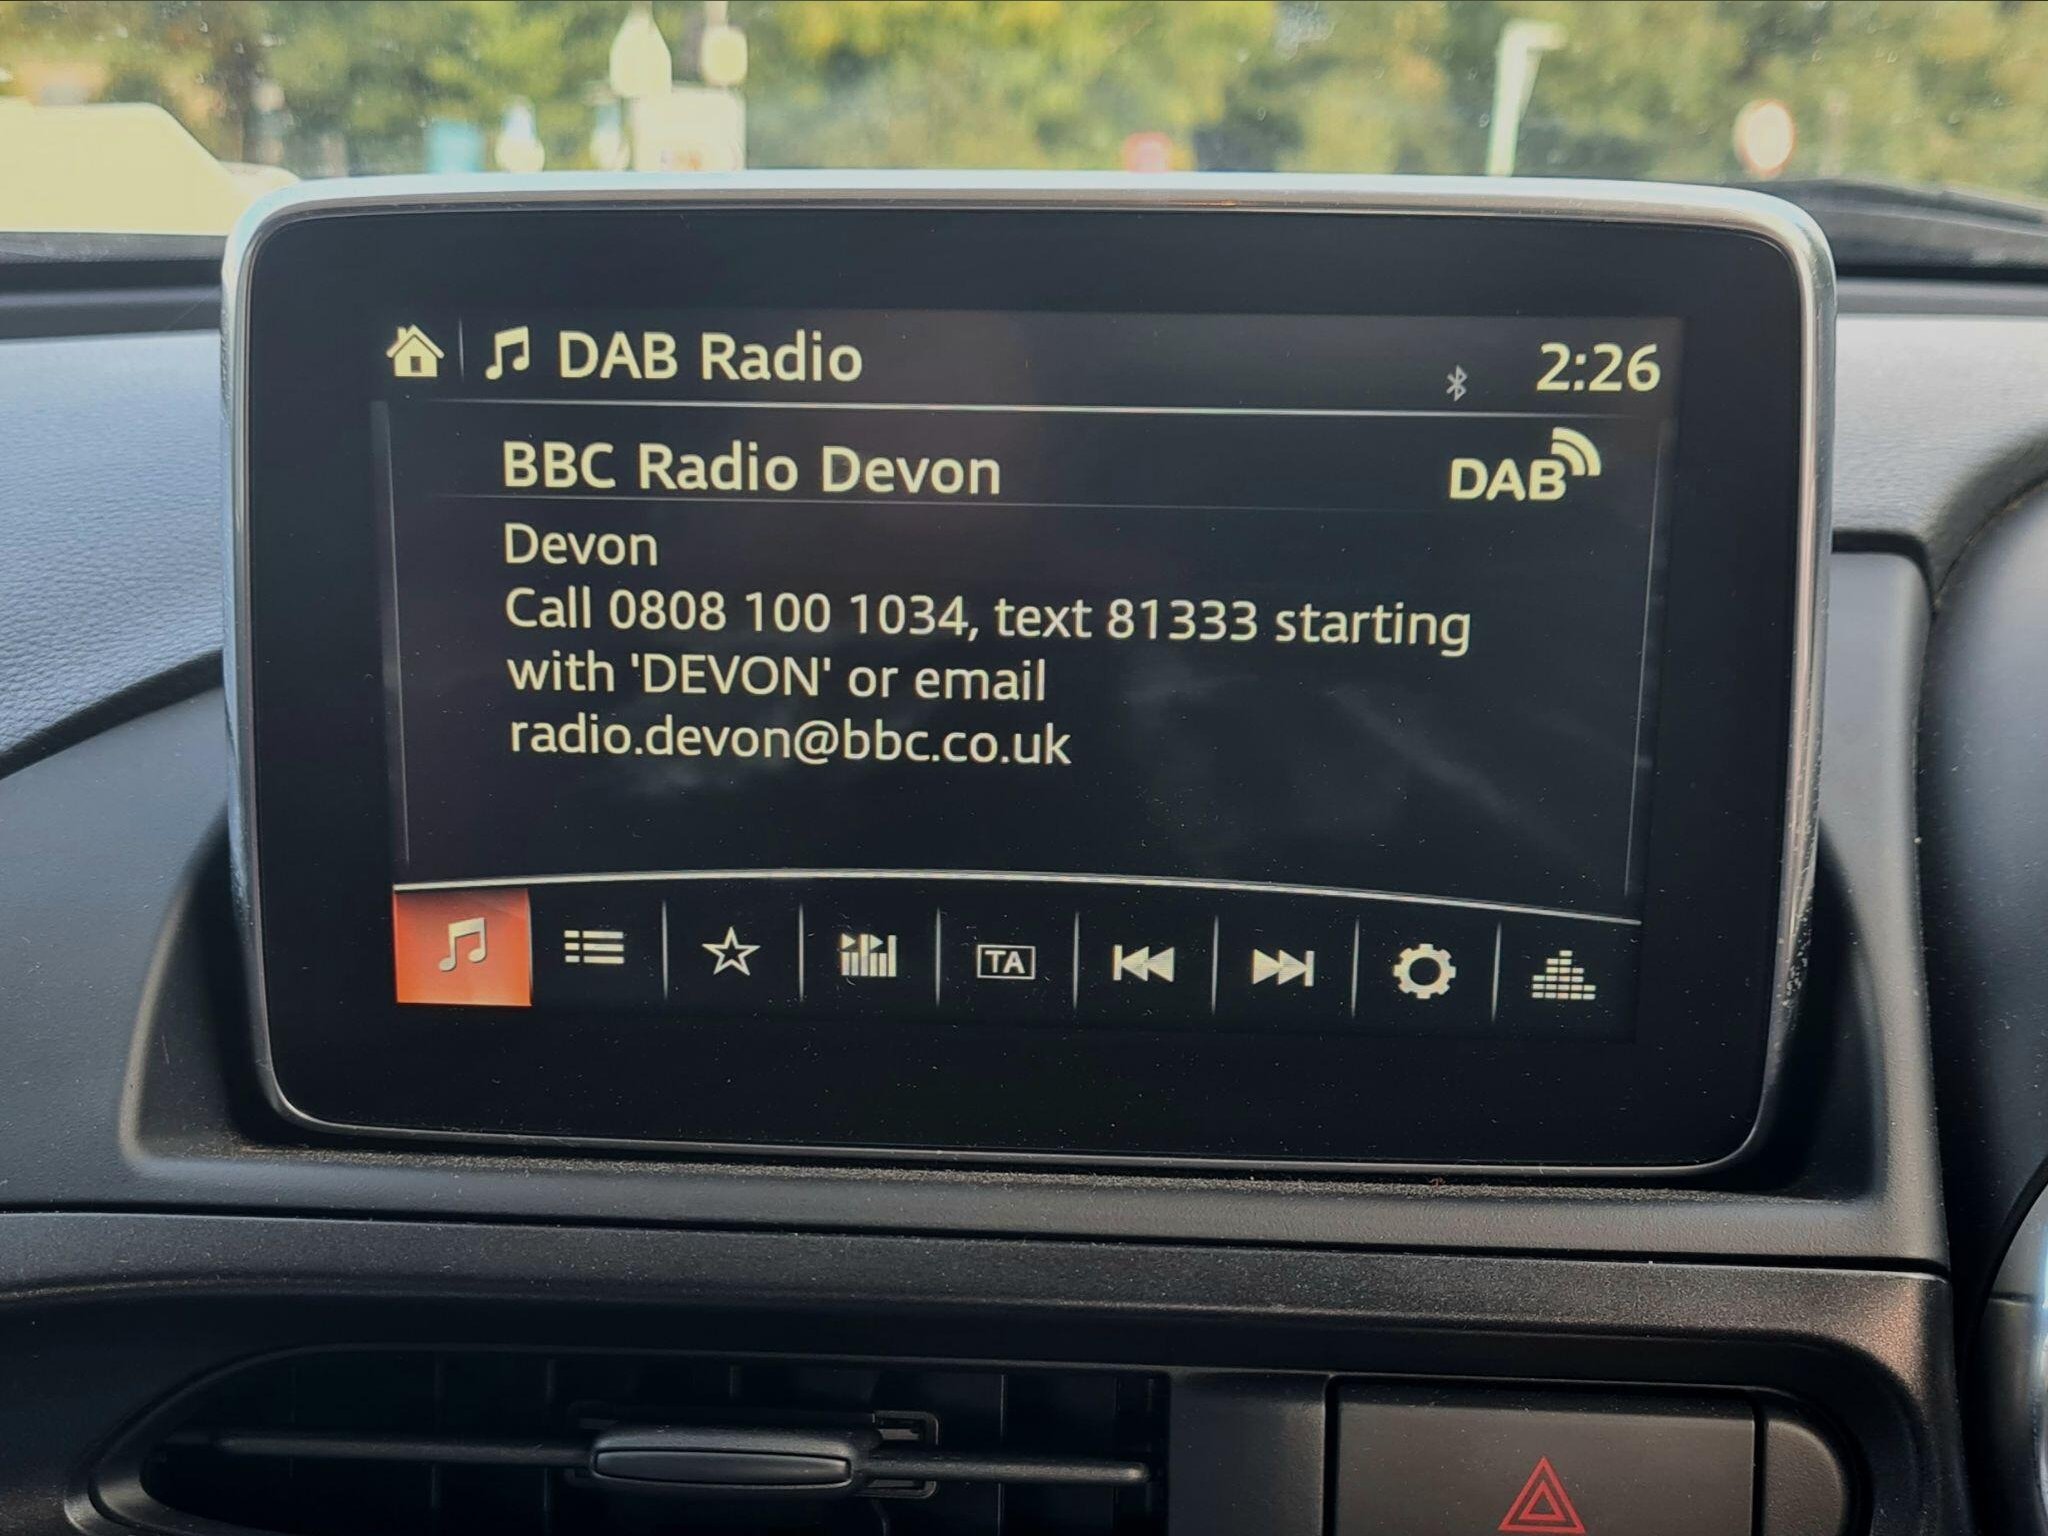 DAB Radio
2:26
BBC Radio Devon
DAB
Devon
Call 0808 100 1034, text 81333 starting
with 'DEVON' or email
radio.devon@bbc.co.uk
TA